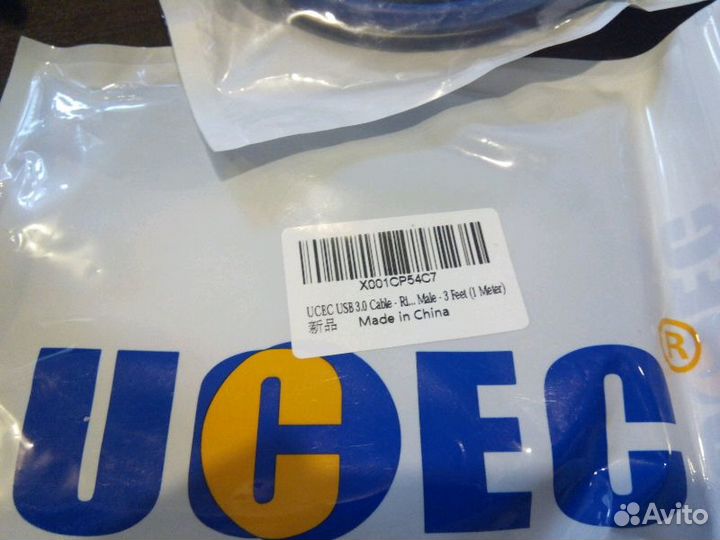 X001CP54C7
UCEC USB 3.0 Cable - Ri... Male - 3 Feet (1 Meter)
新品 Made in China
UCEC®
Avito